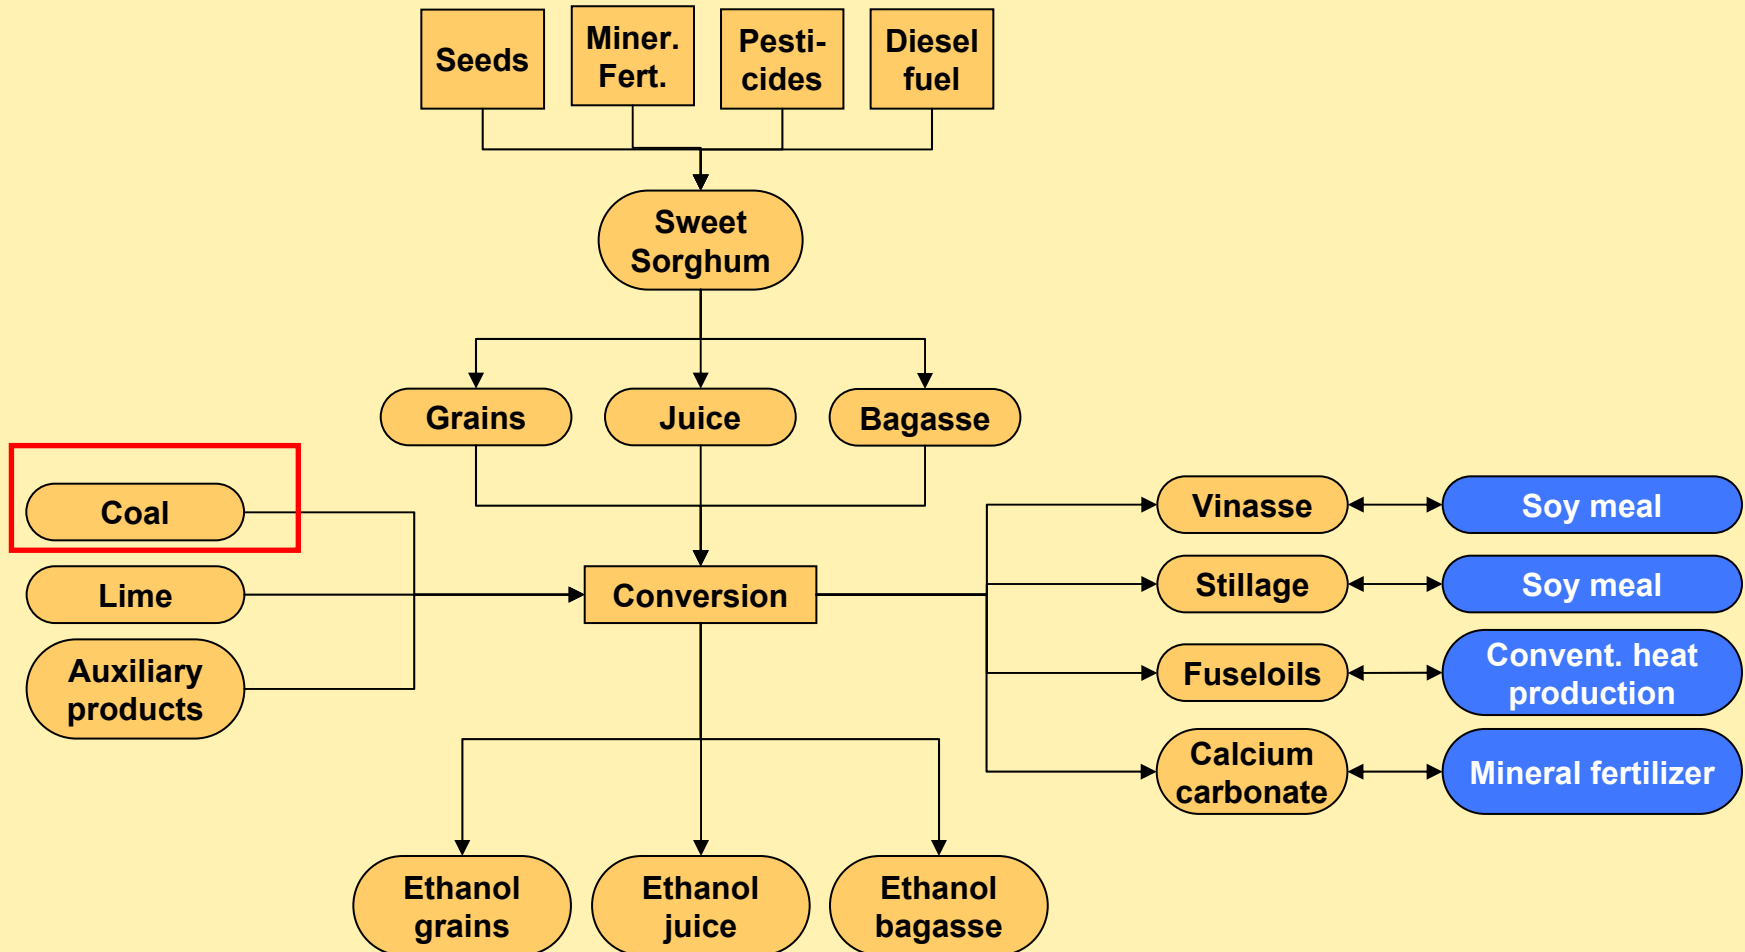 Seeds
Miner.
Fert.
Pesti-
cides
Diesel
fuel
Sweet
Sorghum
Grains
Juice
Bagasse
Coal
Lime
Auxiliary
products
Conversion
Vinasse
Soy meal
Stillage
Soy meal
Fuseloils
Convent. heat
production
Calcium
carbonate
Mineral fertilizer
Ethanol
grains
Ethanol
juice
Ethanol
bagasse